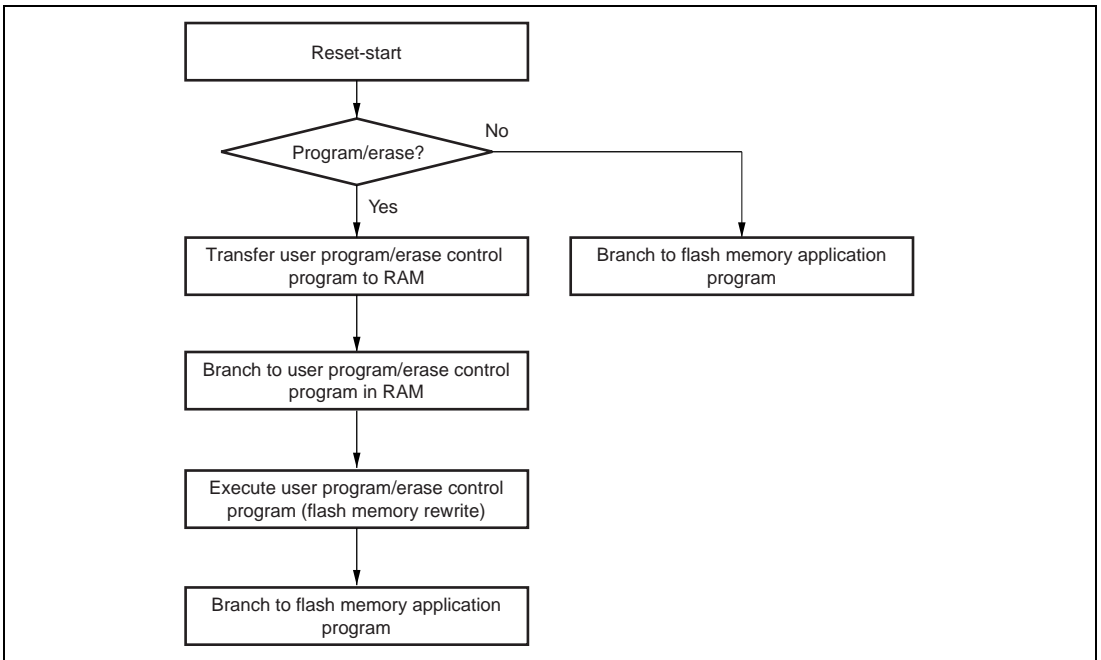 Reset-start
No
Program/erase?
Yes
Transfer user program/erase control
program to RAM
Branch to flash memory application
program
Branch to user program/erase control
program in RAM
Execute user program/erase control
program (flash memory rewrite)
Branch to flash memory application
program